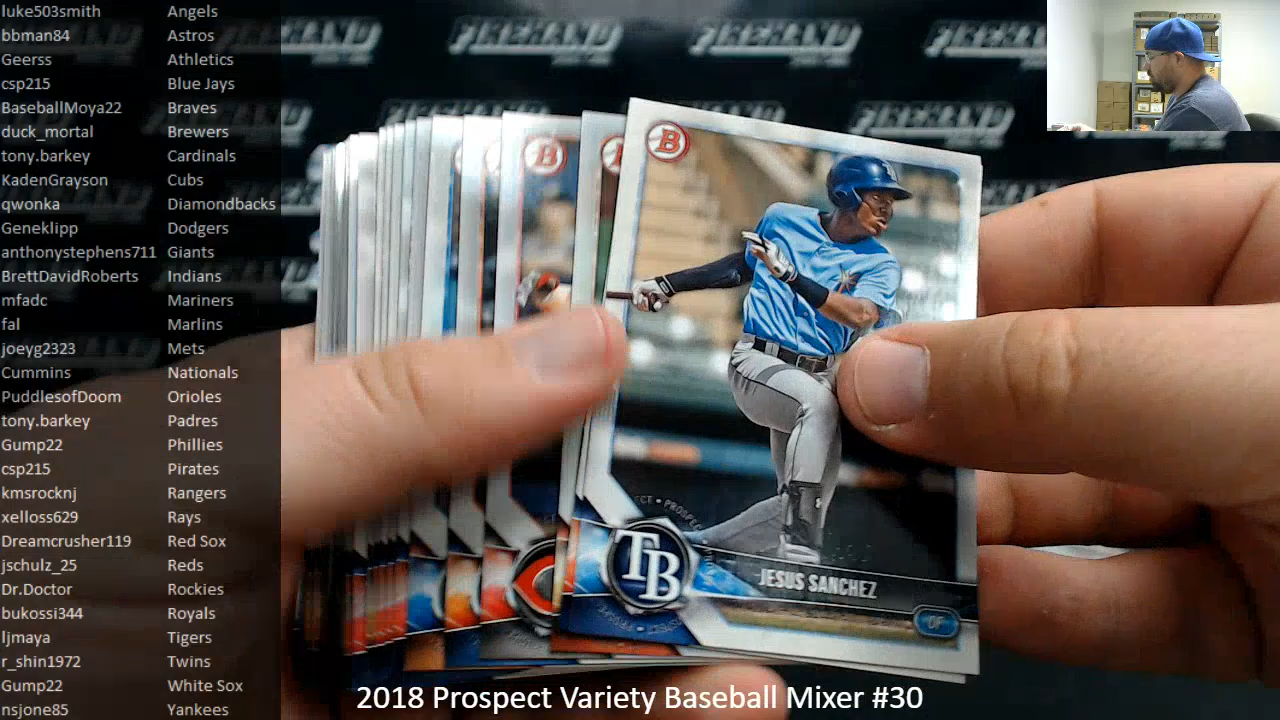 luke503smith Angels
bbman84 Astros
Geerss Athletics
csp215 Blue Jays
BaseballMoya22 Braves
duck_mortal Brewers
tony.barkey Cardinals
KadenGrayson Cubs
qwonka Diamondbacks
Geneklipp Dodgers
anthonystephens711 Giants
BrettDavidRoberts Indians
mfadc Mariners
fal Marlins
joeyg2323 Mets
Cummins Nationals
PuddlesofDoom Orioles
tony.barkey Padres
Gump22 Phillies
csp215 Pirates
kmsrocknj Rangers
xelloss629 Rays
Dreamcrusher119 Red Sox
jschulz_25 Reds
Dr.Doctor Rockies
bukossi344 Royals
ljmaya Tigers
r_shin1972 Twins
Gump22 White Sox
nsjone85 Yankees
B
B
TB
JESUS SANCHEZ
OF
2018 Prospect Variety Baseball Mixer #30